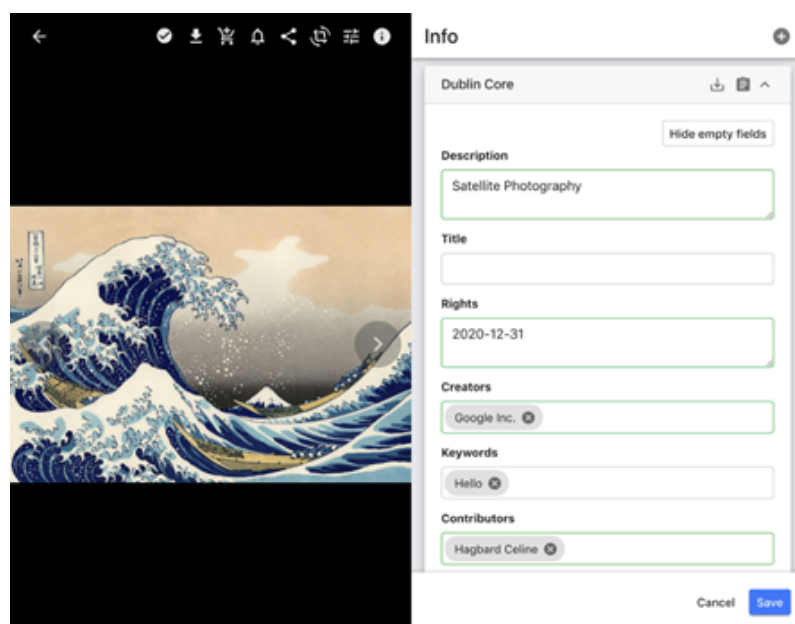 Info
Dublin Core
Hide empty fields
Description
Satellite Photography
Title
Rights
2020-12-31
Creators
Google Inc.
Keywords
Hello
Contributors
Hagbard Celine
Cancel
Save